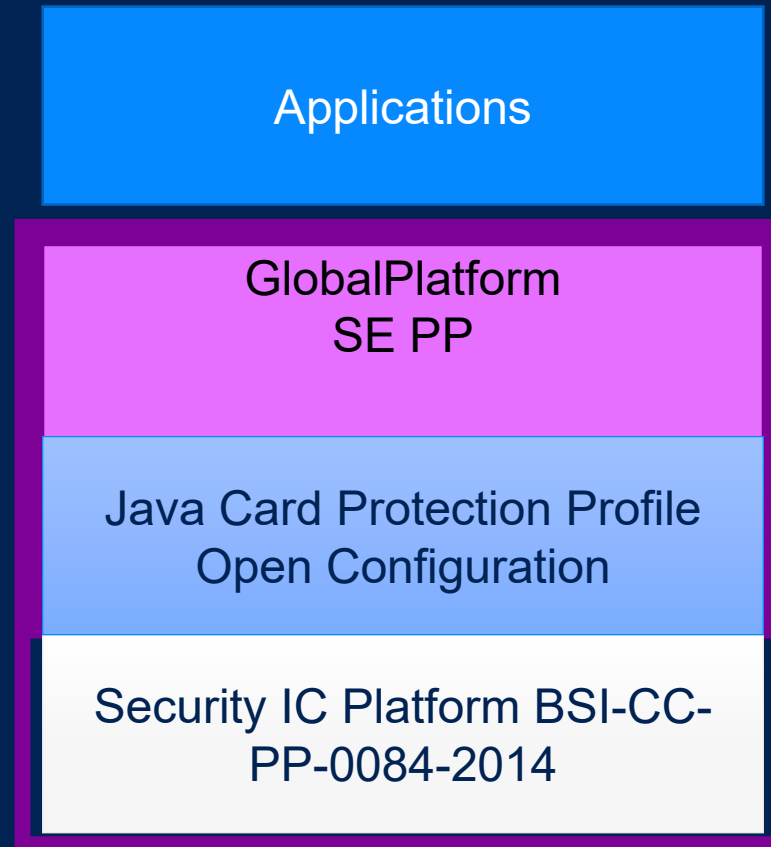 Applications
GlobalPlatform
SE PP
Java Card Protection Profile
Open Configuration
Security IC Platform BSI-CC-
PP-0084-2014